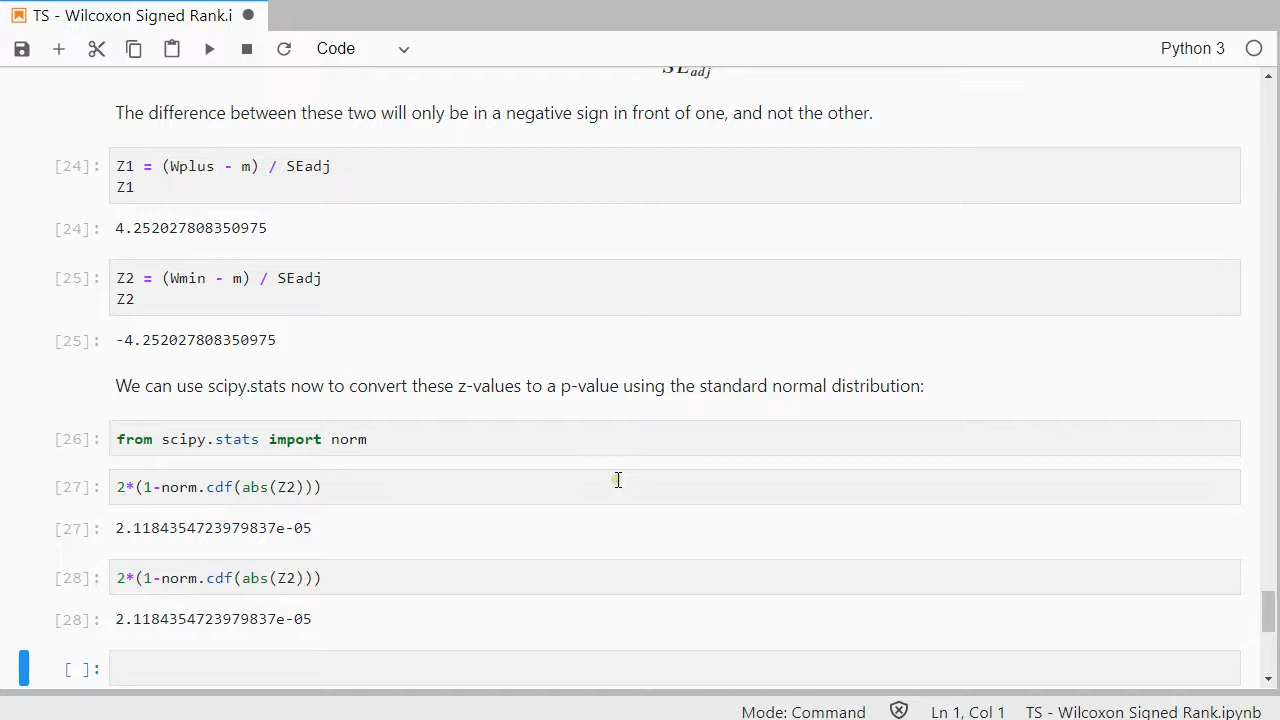 TS - Wilcoxon Signed Rank.i
Code
Python 3
SEadj
The difference between these two will only be in a negative sign in front of one, and not the other.
[24]: Z1 = (Wplus - m) / SEadj
Z1
[24]: 4.252027808350975
[25]: Z2 = (Wmin - m) / SEadj
Z2
[25]: -4.252027808350975
We can use scipy.stats now to convert these z-values to a p-value using the standard normal distribution:
[26]: from scipy.stats import norm
[27]: 2*(1-norm.cdf(abs(Z2)))
[27]: 2.1184354723979837e-05
[28]: 2*(1-norm.cdf(abs(Z2)))
[28]: 2.1184354723979837e-05
[ ]:
Mode: Command Ln 1, Col 1 TS - Wilcoxon Signed Rank.ipynb